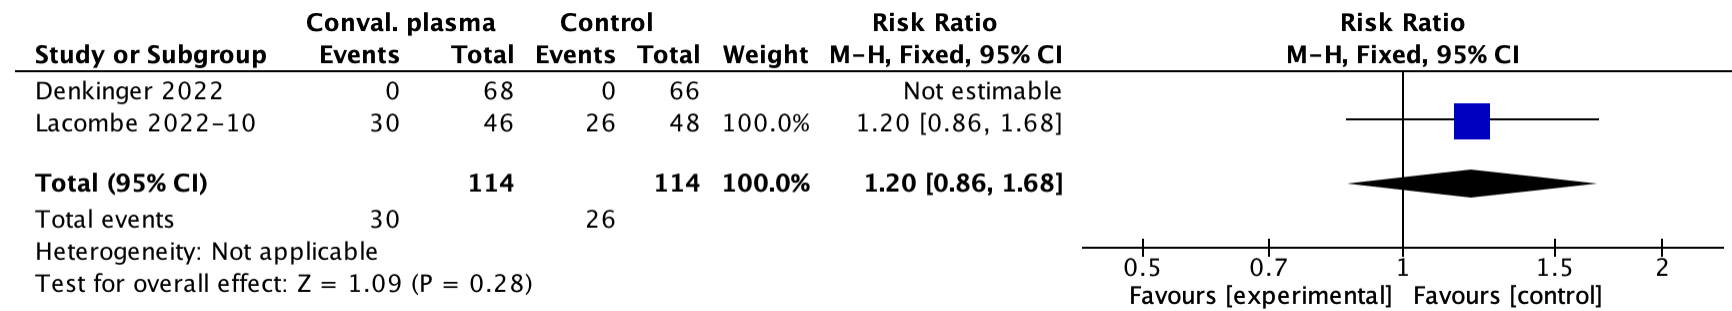 Conval. plasma Control Risk Ratio Risk Ratio
Study or Subgroup Events Total Events Total Weight M-H, Fixed, 95% CI M-H, Fixed, 95% CI
Denkinger 2022 0 68 0 66 Not estimable
Lacombe 2022-10 30 46 26 48 100.0% 1.20 [0.86, 1.68]
Total (95% CI) 114 114 100.0% 1.20 [0.86, 1.68]
Total events 30 26
Heterogeneity: Not applicable
Test for overall effect: Z = 1.09 (P = 0.28)
0.5 0.7 1 1.5 2
Favours [experimental] Favours [control]